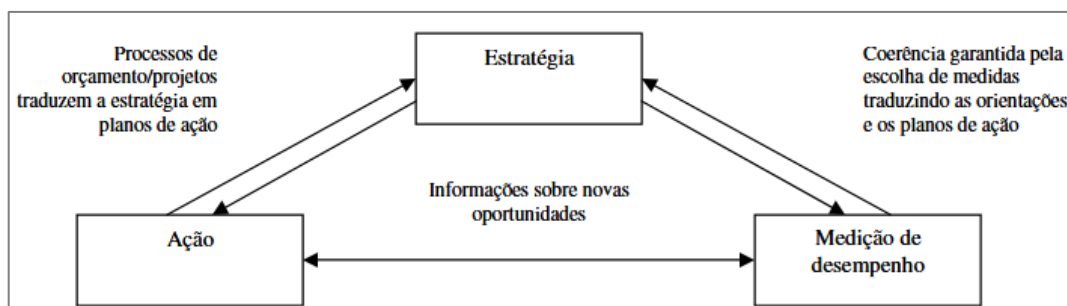 Processos de
orçamento/projetos
traduzem a estratégia em
planos de ação
Estratégia
Coerência garantida pela
escolha de medidas
traduzindo as orientações
e os planos de ação
Informações sobre novas
oportunidades
Ação
Medição de
desempenho